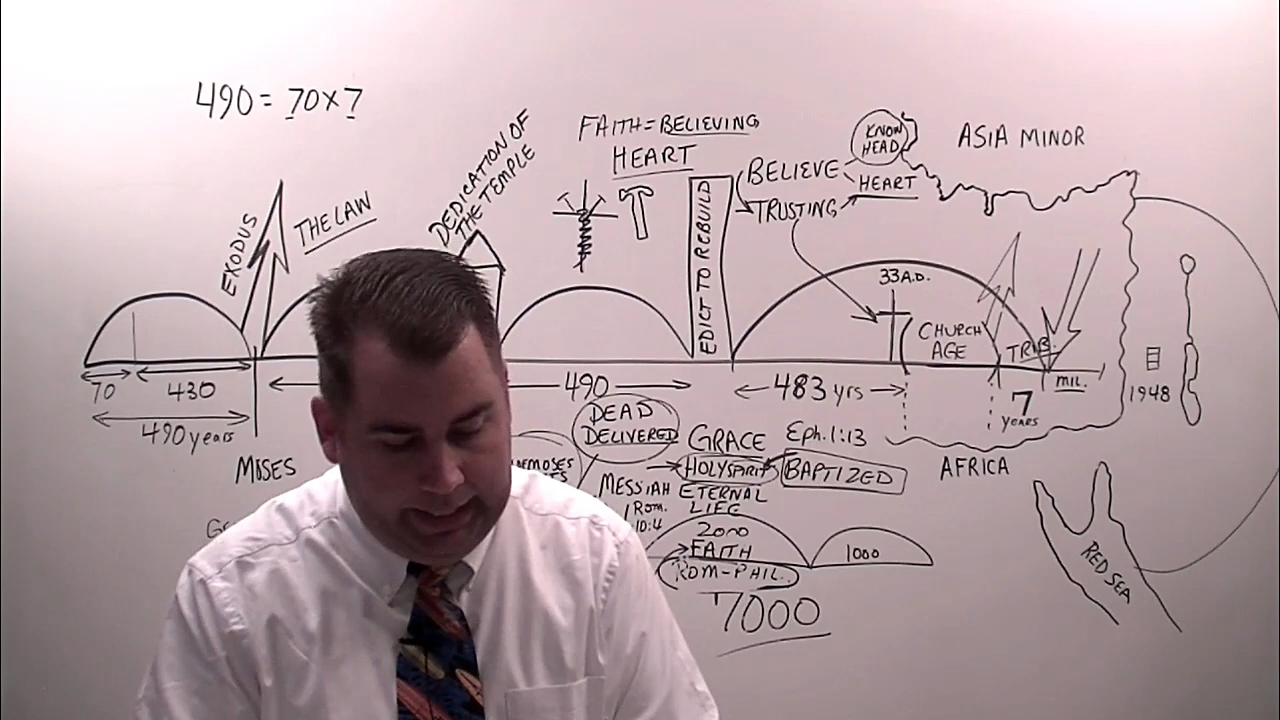 490 = 70x7
EXODUS
THE LAW
DEDICATION OF
THE TEMPLE
FAITH=BELIEVING
HEART
EDICT TO REBUILD
BELIEVE
TRUSTING
KNOW
HEAD
HEART
ASIA MINOR
33 A.D.
CHURCH
AGE
TRIB.
70
430
490 years
490
483 yrs
7
years
MIL.
1948
MOSES
DEAD
DELIVERED
GRACE
Eph. 1:13
HOLY SPIRIT
BAPTIZED
MESSIAH
Rom.
10:4
ETERNAL
LIFE
2000
FAITH
ROM-PHIL.
1000
7000
AFRICA
RED SEA